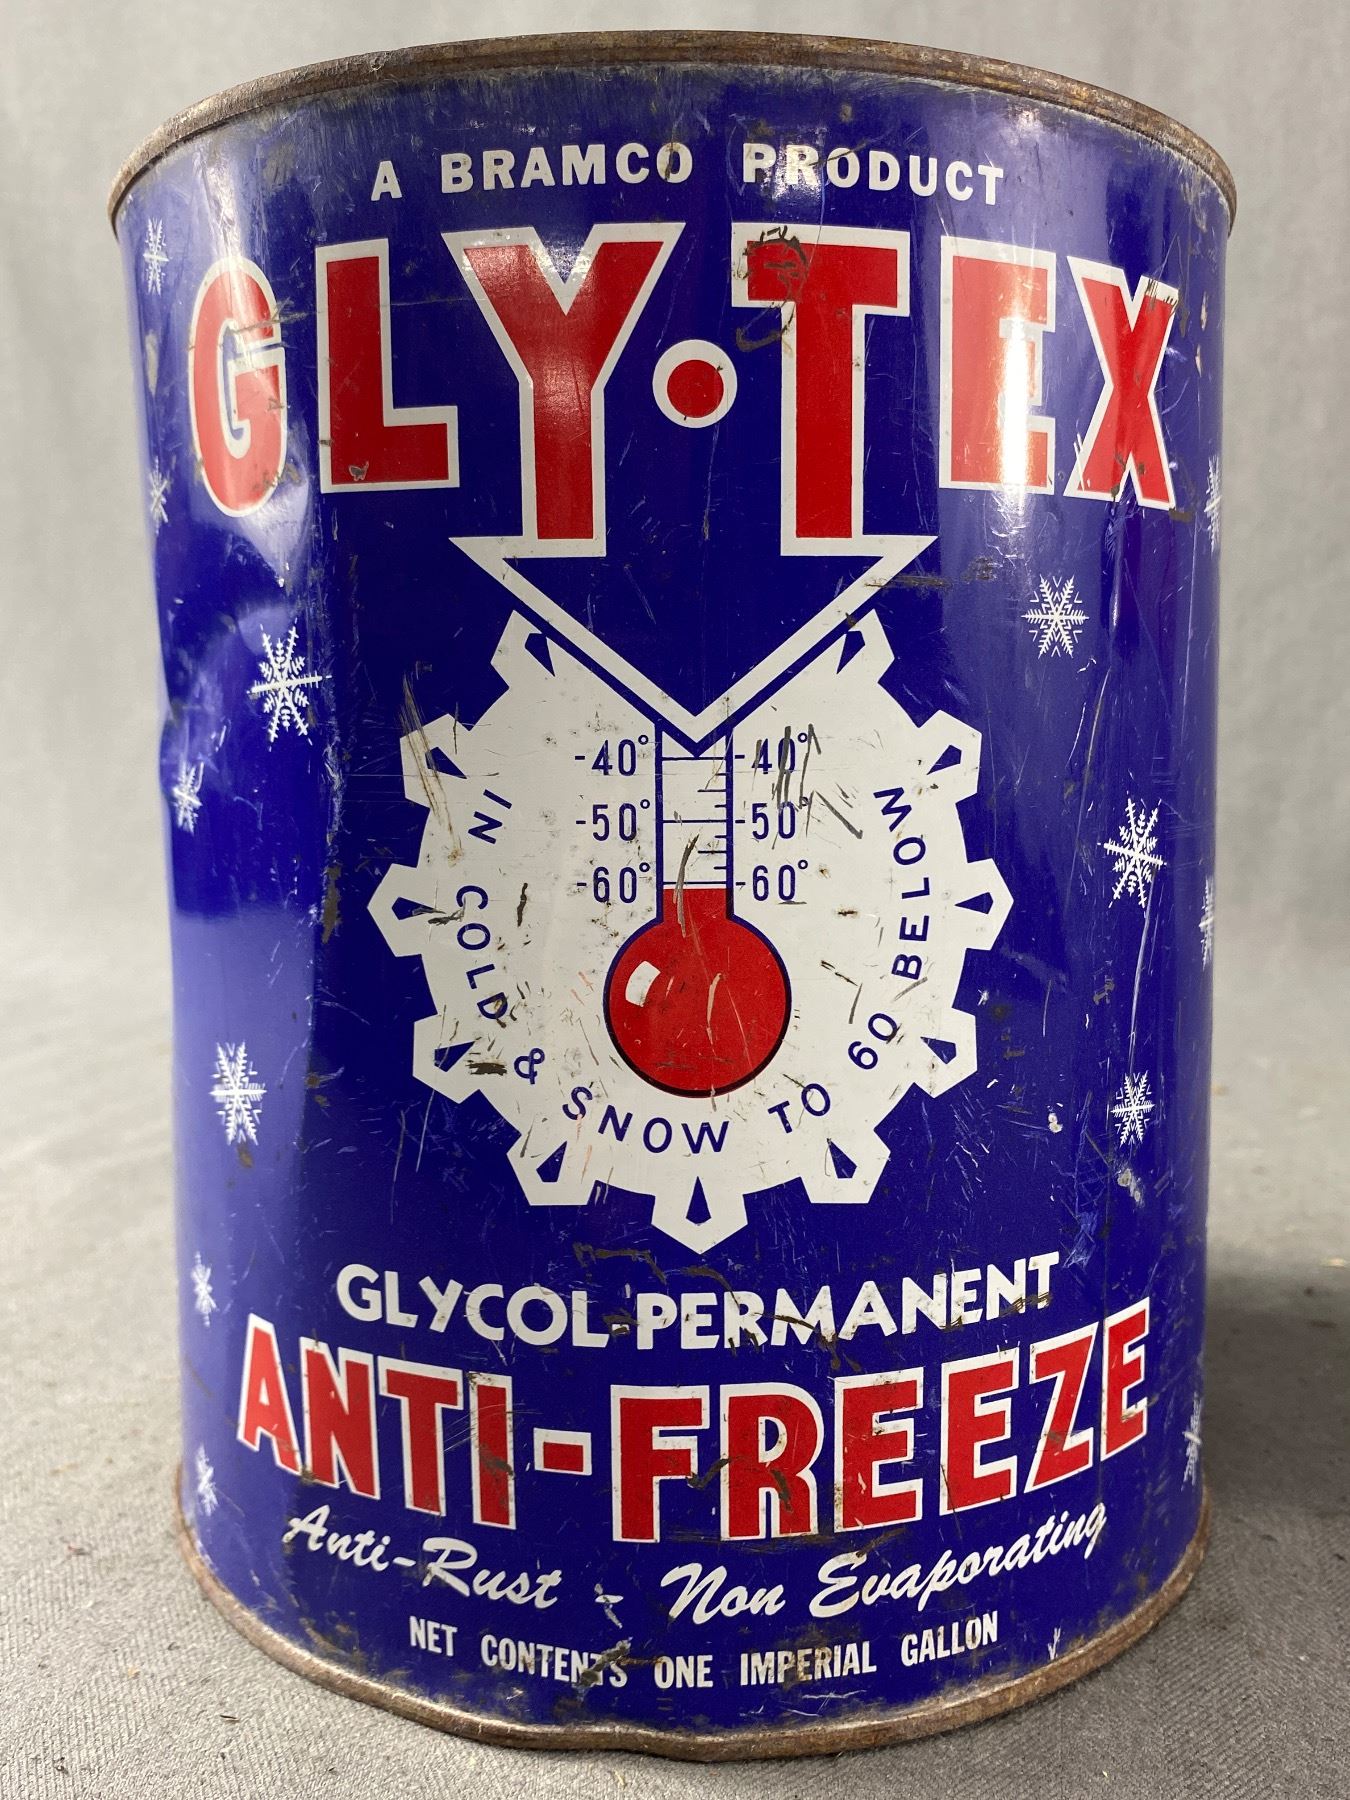 A BRAMCO PRODUCT
GLY·TEX
-40° -40°
-50° -50°
-60° -60°
IN COLD & SNOW TO 60 BELOW
GLYCOL-PERMANENT
ANTI-FREEZE
Anti-Rust - Non Evaporating
NET CONTENTS ONE IMPERIAL GALLON